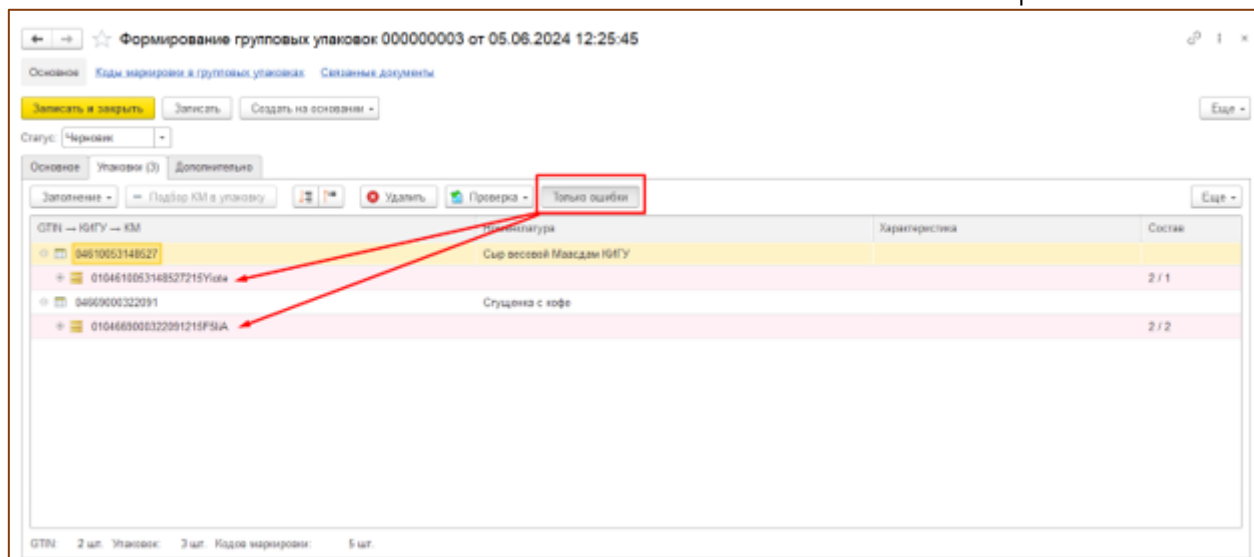 Формирование групповых упаковок 000000003 от 05.06.2024 12:25:45
Основное Коды маркировки в групповых упаковках Связанные документы
Записать и закрыть Записать Создать на основании Еще
Статус: Черновик
Основное Упаковки (3) Дополнительно
Заполнение Подбор КМ в упаковку Удалить Проверка Только ошибки Еще
GTIN → КИГУ → КМ Номенклатура Характеристика Состав
04610053148527 Сыр весовой Маасдам КИГУ
2 / 1
04669000322091 Сгущенка с кофе
2 / 2
GTIN: 2 шт. Упаковок: 3 шт. Кодов маркировки: 5 шт.